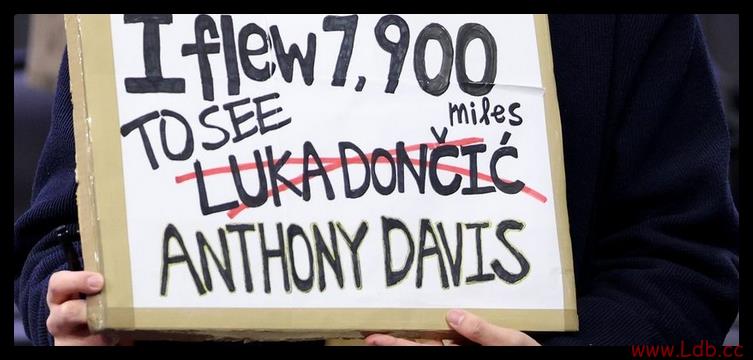 I flew 7,900
miles
TO SEE
LUKA DONČIĆ
ANTHONY DAVIS
www.Ldb.cc